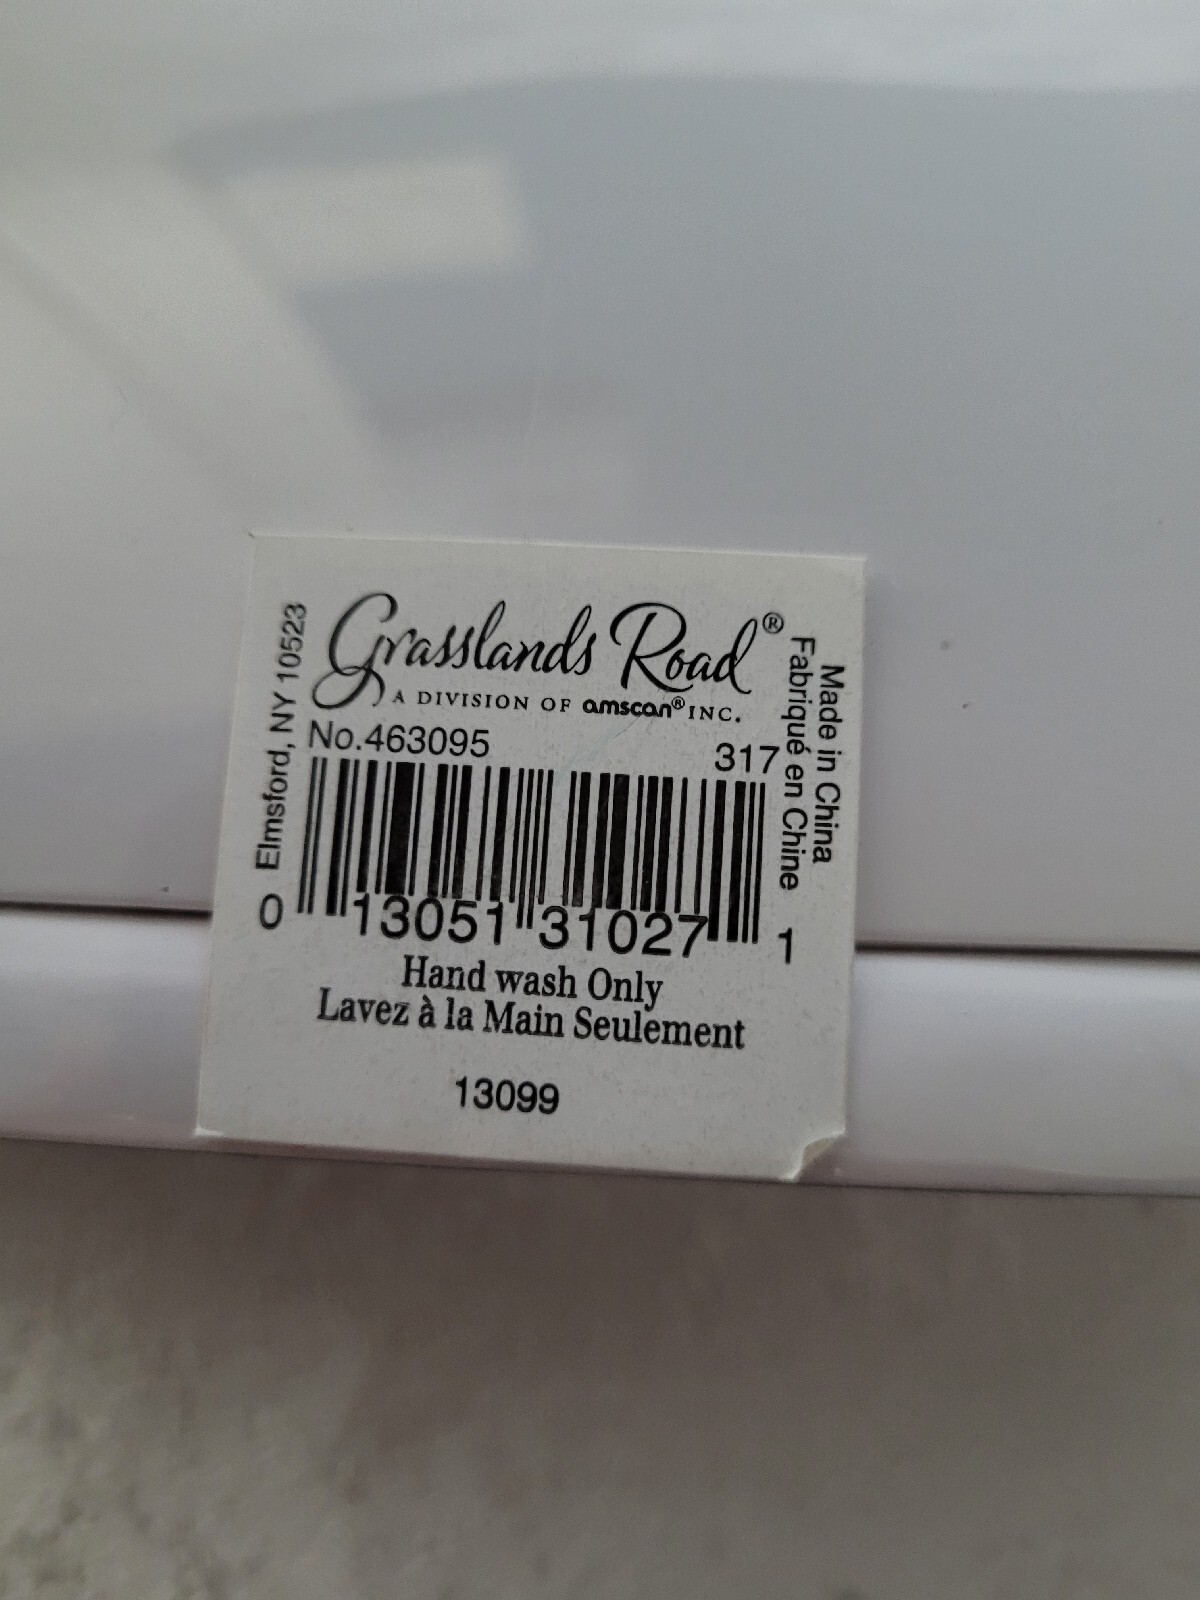 Grasslands Road®
A DIVISION OF amscan® INC.
Elmsford, NY 10523
No.463095
317
Made in China
Fabriqué en Chine
0 13051 31027 1
Hand wash Only
Lavez à la Main Seulement
13099